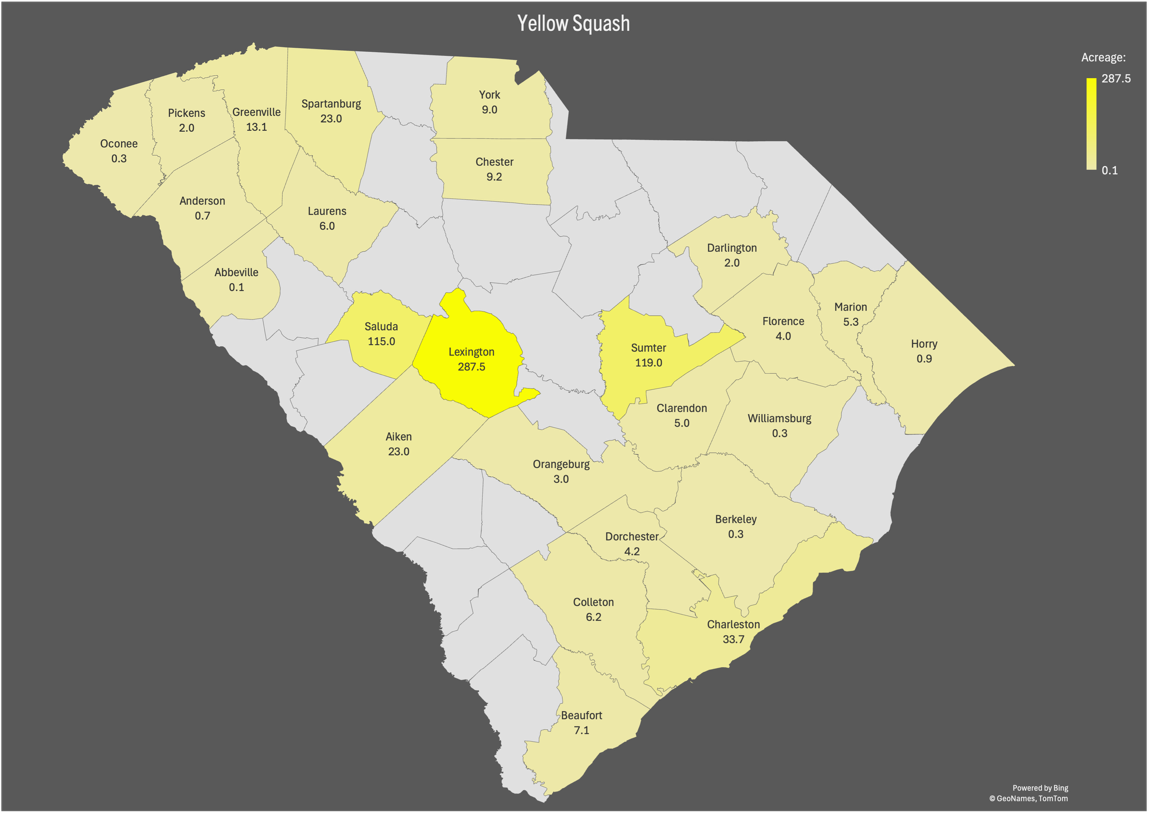 Yellow Squash
Acreage:
287.5
0.1
York
9.0
Spartanburg
23.0
Pickens
2.0
Greenville
13.1
Oconee
0.3
Chester
9.2
Anderson
0.7
Laurens
6.0
Darlington
2.0
Abbeville
0.1
Marion
5.3
Florence
4.0
Saluda
115.0
Horry
0.9
Sumter
119.0
Lexington
287.5
Clarendon
5.0
Williamsburg
0.3
Aiken
23.0
Orangeburg
3.0
Berkeley
0.3
Dorchester
4.2
Colleton
6.2
Charleston
33.7
Beaufort
7.1
Powered by Bing
© GeoNames, TomTom